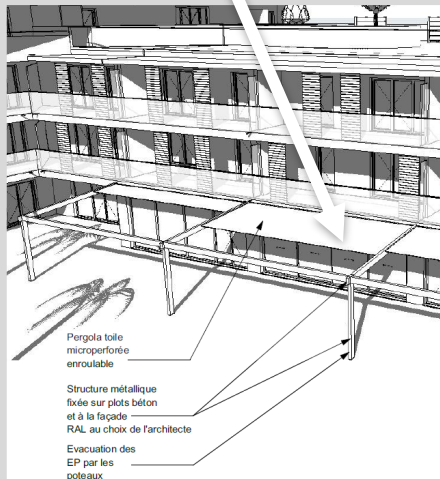 Pergola toile
microperforée
enroulable
Structure métallique
fixée sur plots béton
et à la façade
RAL au choix de l'architecte
Evacuation des
EP par les
poteaux